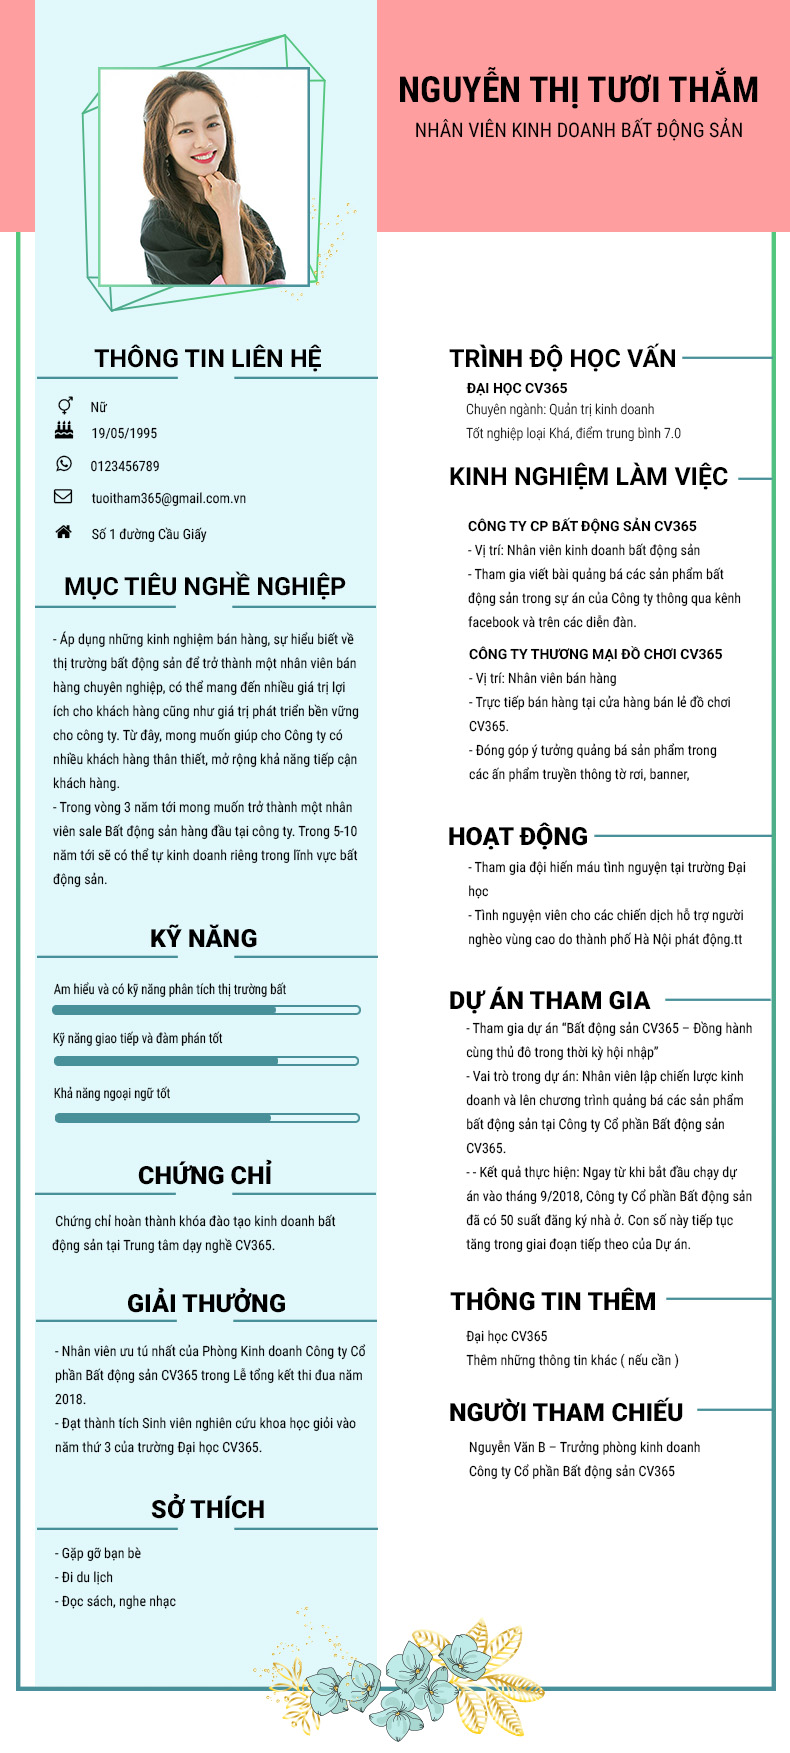 NGUYỄN THỊ TƯƠI THẮM
NHÂN VIÊN KINH DOANH BẤT ĐỘNG SẢN
THÔNG TIN LIÊN HỆ
Nữ
19/05/1995
0123456789
tuoitham365@gmail.com.vn
Số 1 đường Cầu Giấy
MỤC TIÊU NGHỀ NGHIỆP
- Áp dụng những kinh nghiệm bán hàng, sự hiểu biết về
thị trường bất động sản để trở thành một nhân viên bán
hàng chuyên nghiệp, có thể mang đến nhiều giá trị lợi
ích cho khách hàng cũng như giá trị phát triển bền vững
cho công ty. Từ đây, mong muốn giúp cho Công ty có
nhiều khách hàng thân thiết, mở rộng khả năng tiếp cận
khách hàng.
- Trong vòng 3 năm tới mong muốn trở thành một nhân
viên sale Bất động sản hàng đầu tại công ty. Trong 5-10
năm tới sẽ có thể tự kinh doanh riêng trong lĩnh vực bất
động sản.
KỸ NĂNG
Am hiểu và có kỹ năng phân tích thị trường bất
Kỹ năng giao tiếp và đàm phán tốt
Khả năng ngoại ngữ tốt
CHỨNG CHỈ
Chứng chỉ hoàn thành khóa đào tạo kinh doanh bất
động sản tại Trung tâm dạy nghề CV365.
GIẢI THƯỞNG
- Nhân viên ưu tú nhất của Phòng Kinh doanh Công ty Cổ
phần Bất động sản CV365 trong Lễ tổng kết thi đua năm
2018.
- Đạt thành tích Sinh viên nghiên cứu khoa học giỏi vào
năm thứ 3 của trường Đại học CV365.
SỞ THÍCH
- Gặp gỡ bạn bè
- Đi du lịch
- Đọc sách, nghe nhạc
TRÌNH ĐỘ HỌC VẤN
ĐẠI HỌC CV365
Chuyên ngành: Quản trị kinh doanh
Tốt nghiệp loại Khá, điểm trung bình 7.0
KINH NGHIỆM LÀM VIỆC
CÔNG TY CP BẤT ĐỘNG SẢN CV365
- Vị trí: Nhân viên kinh doanh bất động sản
- Tham gia viết bài quảng bá các sản phẩm bất
động sản trong sự án của Công ty thông qua kênh
facebook và trên các diễn đàn.
CÔNG TY THƯƠNG MẠI ĐỒ CHƠI CV365
- Vị trí: Nhân viên bán hàng
- Trực tiếp bán hàng tại cửa hàng bán lẻ đồ chơi
CV365.
- Đóng góp ý tưởng quảng bá sản phẩm trong
các ấn phẩm truyền thông tờ rơi, banner,
HOẠT ĐỘNG
- Tham gia đội hiến máu tình nguyện tại trường Đại
học
- Tình nguyện viên cho các chiến dịch hỗ trợ người
nghèo vùng cao do thành phố Hà Nội phát động.tt
DỰ ÁN THAM GIA
- Tham gia dự án “Bất động sản CV365 – Đồng hành
cùng thủ đô trong thời kỳ hội nhập”
- Vai trò trong dự án: Nhân viên lập chiến lược kinh
doanh và lên chương trình quảng bá các sản phẩm
bất động sản tại Công ty Cổ phần Bất động sản
CV365.
- - Kết quả thực hiện: Ngay từ khi bắt đầu chạy dự
án vào tháng 9/2018, Công ty Cổ phần Bất động sản
đã có 50 suất đăng ký nhà ở. Con số này tiếp tục
tăng trong giai đoạn tiếp theo của Dự án.
THÔNG TIN THÊM
Đại học CV365
Thêm những thông tin khác ( nếu cần )
NGƯỜI THAM CHIẾU
Nguyễn Văn B – Trưởng phòng kinh doanh
Công ty Cổ phần Bất động sản CV365